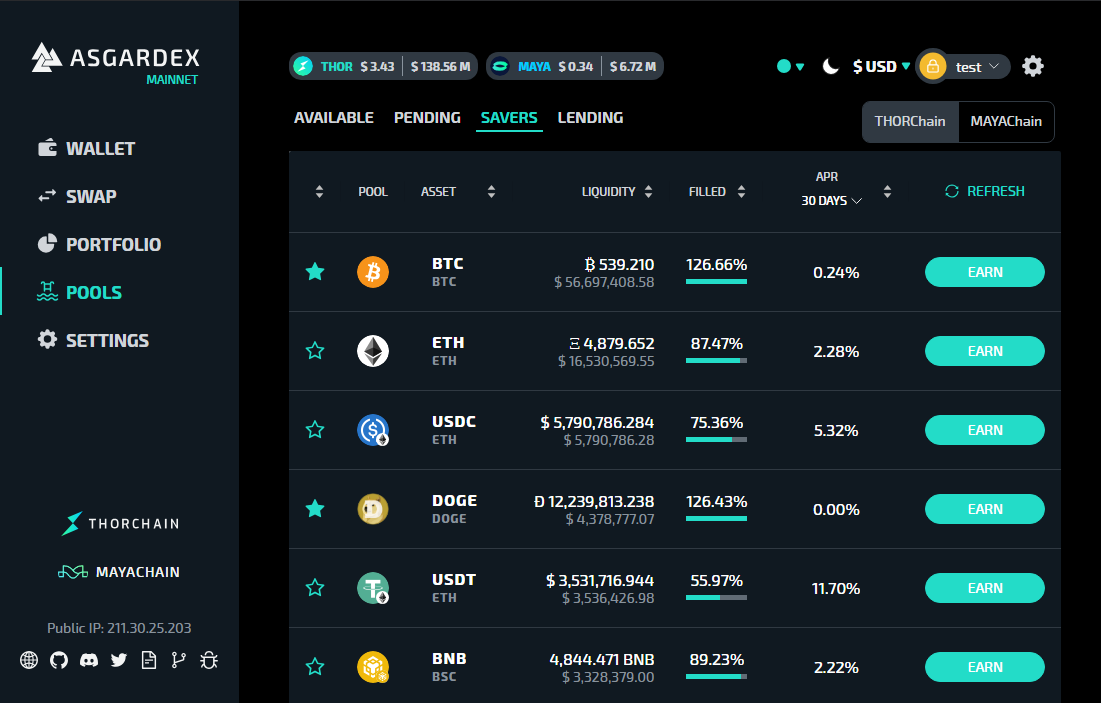 ASGARDEX
MAINNET
WALLET
SWAP
PORTFOLIO
POOLS
SETTINGS
THORCHAIN
MAYACHAIN
Public IP: 211.30.25.203
THOR $ 3.43 $ 138.56 M
MAYA $ 0.34 $ 6.72 M
$ USD
test
AVAILABLE PENDING SAVERS LENDING
THORChain MAYAChain
POOL ASSET LIQUIDITY FILLED APR
30 DAYS
REFRESH
BTC ₿ 539.210 126.66% 0.24% EARN
BTC $ 56,697,408.58
ETH Ξ 4,879.652 87.47% 2.28% EARN
ETH $ 16,530,569.55
USDC $ 5,790,786.284 75.36% 5.32% EARN
ETH $ 5,790,786.28
DOGE Ð 12,239,813.238 126.43% 0.00% EARN
DOGE $ 4,378,777.07
USDT $ 3,531,716.944 55.97% 11.70% EARN
ETH $ 3,536,426.98
BNB 4,844.471 BNB 89.23% 2.22% EARN
BSC $ 3,328,379.00